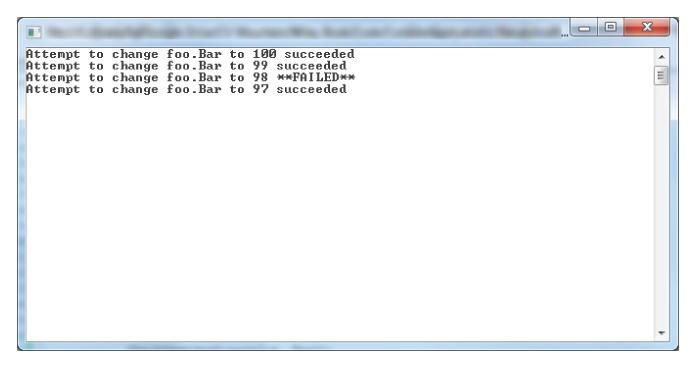 Attempt to change foo.Bar to 100 succeeded
Attempt to change foo.Bar to 99 succeeded
Attempt to change foo.Bar to 98 **FAILED**
Attempt to change foo.Bar to 97 succeeded